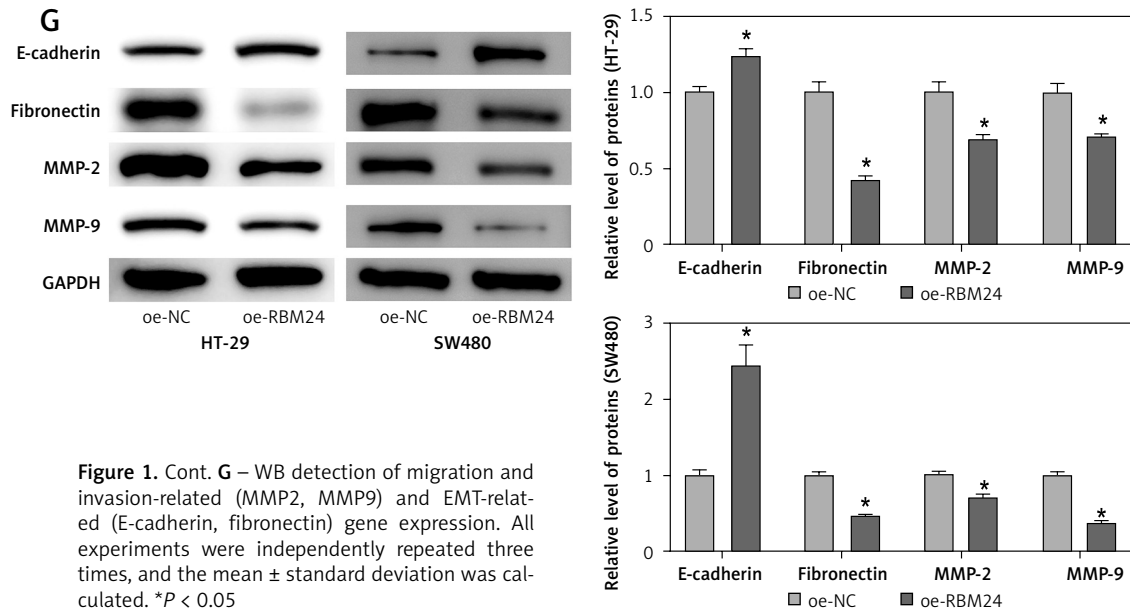 G
E-cadherin
Fibronectin
MMP-2
MMP-9
GAPDH
oe-NC oe-RBM24 oe-NC oe-RBM24
HT-29 SW480
Relative level of proteins (HT-29)
1.5
1.0
0.5
0
* * * *
E-cadherin Fibronectin MMP-2 MMP-9
oe-NC oe-RBM24
Relative level of proteins (SW480)
3
2
1
0
* * * *
E-cadherin Fibronectin MMP-2 MMP-9
oe-NC oe-RBM24
Figure 1. Cont. G – WB detection of migration and
invasion-related (MMP2, MMP9) and EMT-relat-
ed (E-cadherin, fibronectin) gene expression. All
experiments were independently repeated three
times, and the mean ± standard deviation was cal-
culated. *P < 0.05